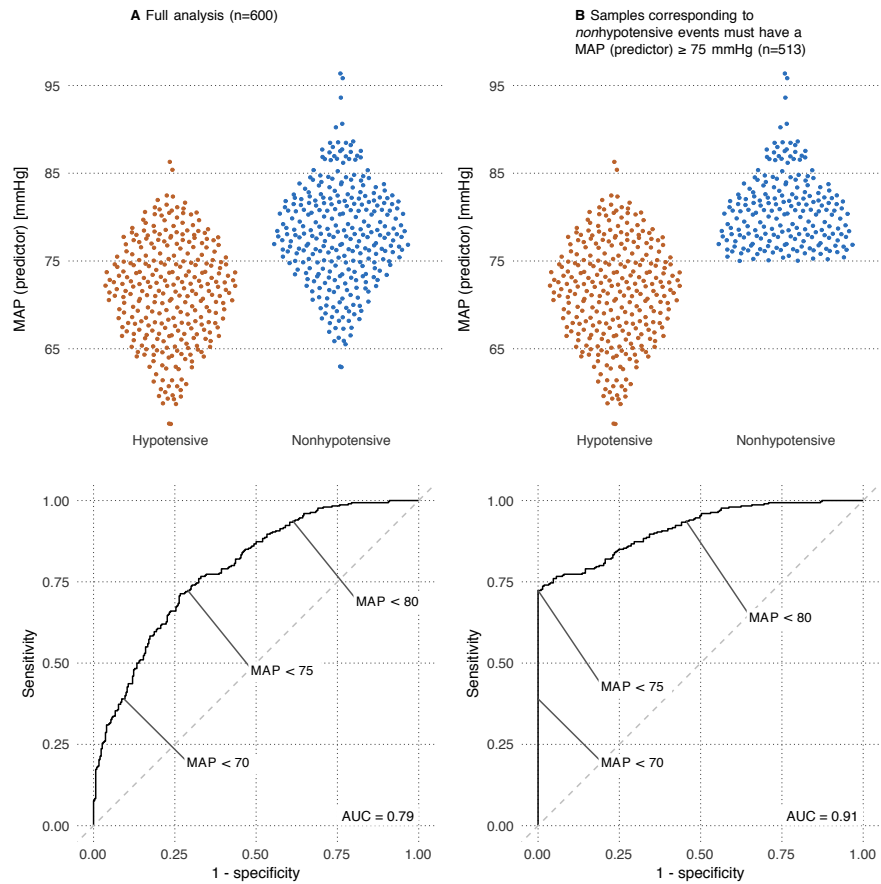 A Full analysis (n=600)
MAP (predictor) [mmHg]
95
85
75
65
Hypotensive
Nonhypotensive
B Samples corresponding to
nonhypotensive events must have a
MAP (predictor) ≥ 75 mmHg (n=513)
MAP (predictor) [mmHg]
95
85
75
65
Hypotensive
Nonhypotensive
Sensitivity
1.00
0.75
0.50
0.25
0.00
MAP < 80
MAP < 75
MAP < 70
AUC = 0.79
0.00
0.25
0.50
0.75
1.00
1 - specificity
Sensitivity
1.00
0.75
0.50
0.25
0.00
MAP < 80
MAP < 75
MAP < 70
AUC = 0.91
0.00
0.25
0.50
0.75
1.00
1 - specificity